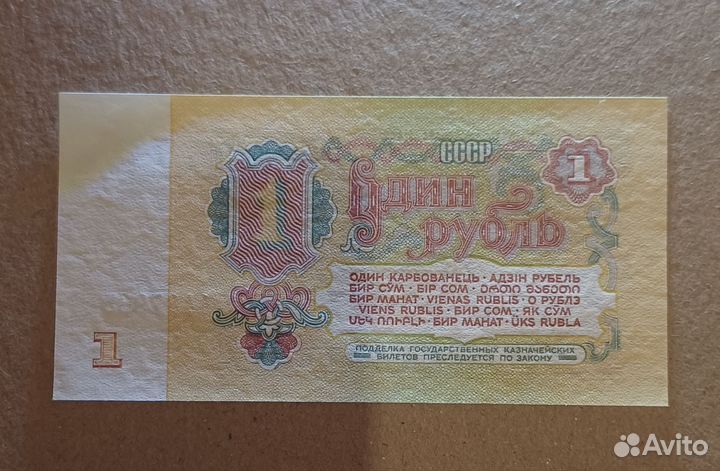 СССР
1
1
Один
рубль
ОДИН КАРБОВАНЕЦЬ · АДЗІН РУБЕЛЬ
БИР СЎМ · БІР СОМ · ᲔᲠᲗᲘ ᲛᲐᲜᲔᲗᲘ
БИР МАНАТ · VIENAS RUBLIS · О РУБЛЭ
VIENS RUBLIS · БИР СОМ · ЯК СӮМ
ՄԵԿ ՌՈՒԲԼԻ · БИР МАНАТ · ÜKS RUBLA
ПОДДЕЛКА ГОСУДАРСТВЕННЫХ КАЗНАЧЕЙСКИХ
БИЛЕТОВ ПРЕСЛЕДУЕТСЯ ПО ЗАКОНУ
1
Avito